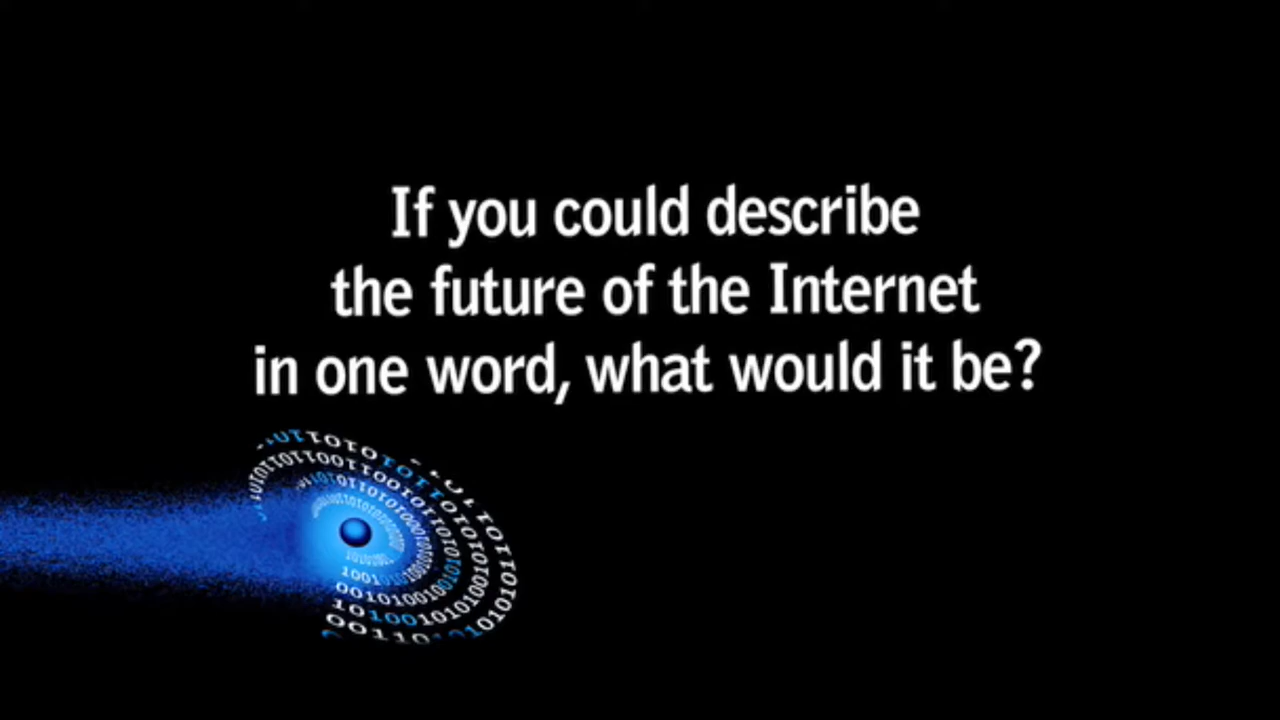 If you could describe
the future of the Internet
in one word, what would it be?